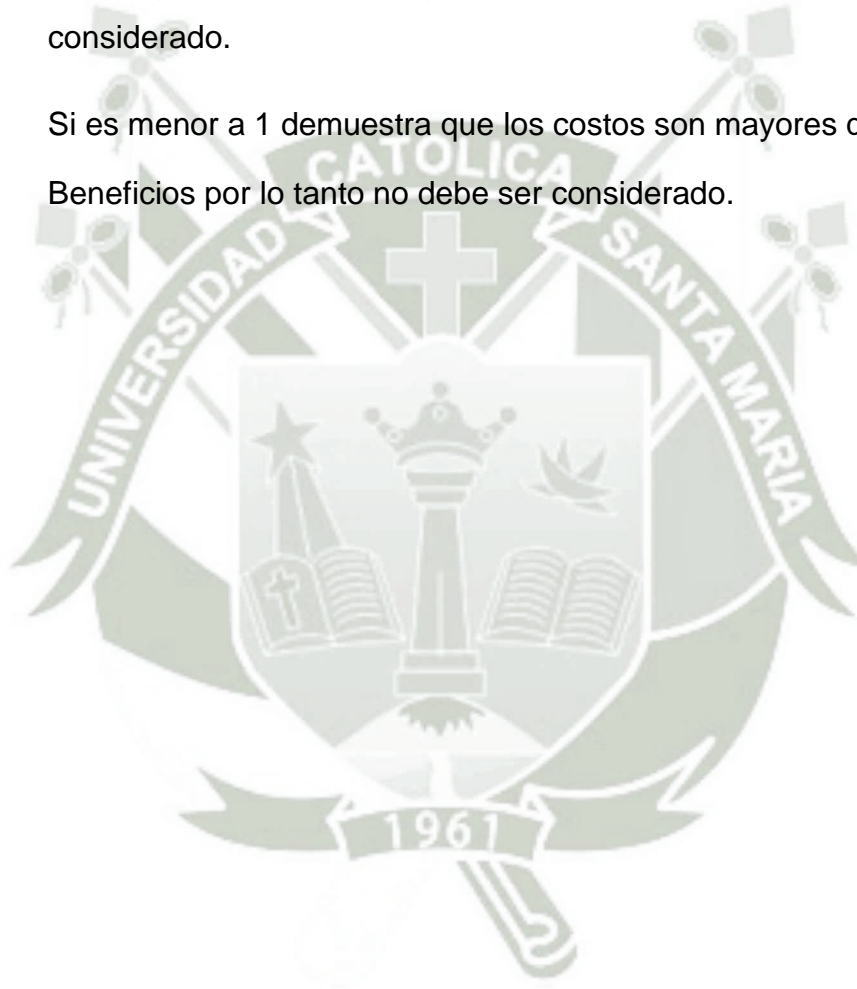 considerado.
Si es menor a 1 demuestra que los costos son mayores
Beneficios por lo tanto no debe ser considerado.
UNIVERSIDAD CATOLICA SANTA MARIA
1961